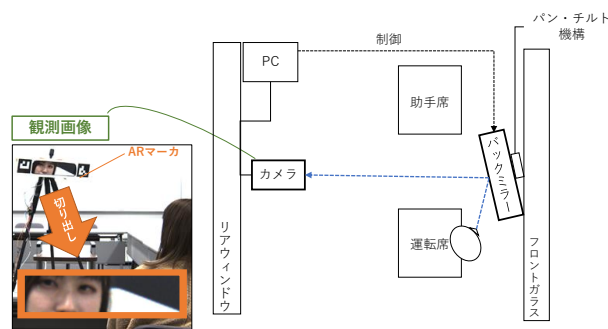 パン・チルト
機構
制御
PC
助手席
観測画像
ARマーカ
バックミラー
カメラ
切り出し
リアウィンドウ
運転席
フロントガラス